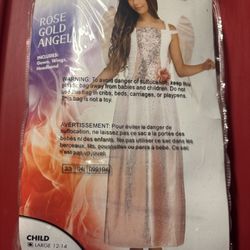 ROSE
GOLD
ANGEL
INCLUDES:
Gown, Wings,
Headband
WARNING: To avoid danger of suffocation, keep this
plastic bag away from babies and children. Do not
use this bag in cribs, beds, carriages, or playpens.
This bag is not a toy.
AVERTISSEMENT: Pour éviter le danger de
suffocation, ne laissez pas ce sac a la portée des
bébés ni des enfants. Ne pas utiliser ce sac dans les
berceaux, lits, poussettes ou parcs à bébé. Ce sac
n'est pas un jouet.
CHILD
LARGE 12-14